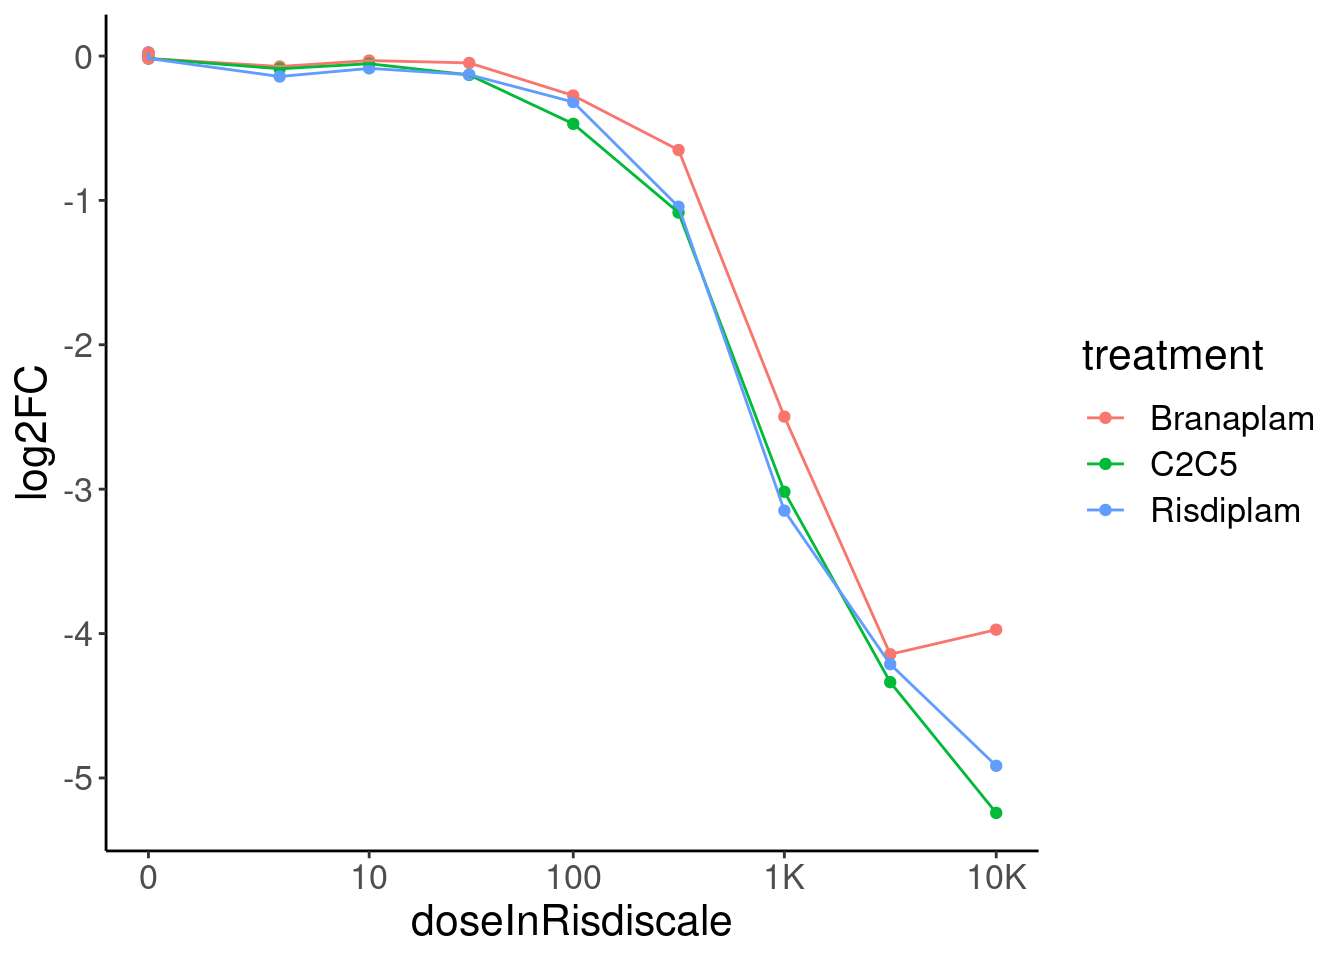 0
-1
-2
-3
-4
-5
log2FC
0 10 100 1K 10K
doseInRisdiscale
treatment
Branaplam
C2C5
Risdiplam